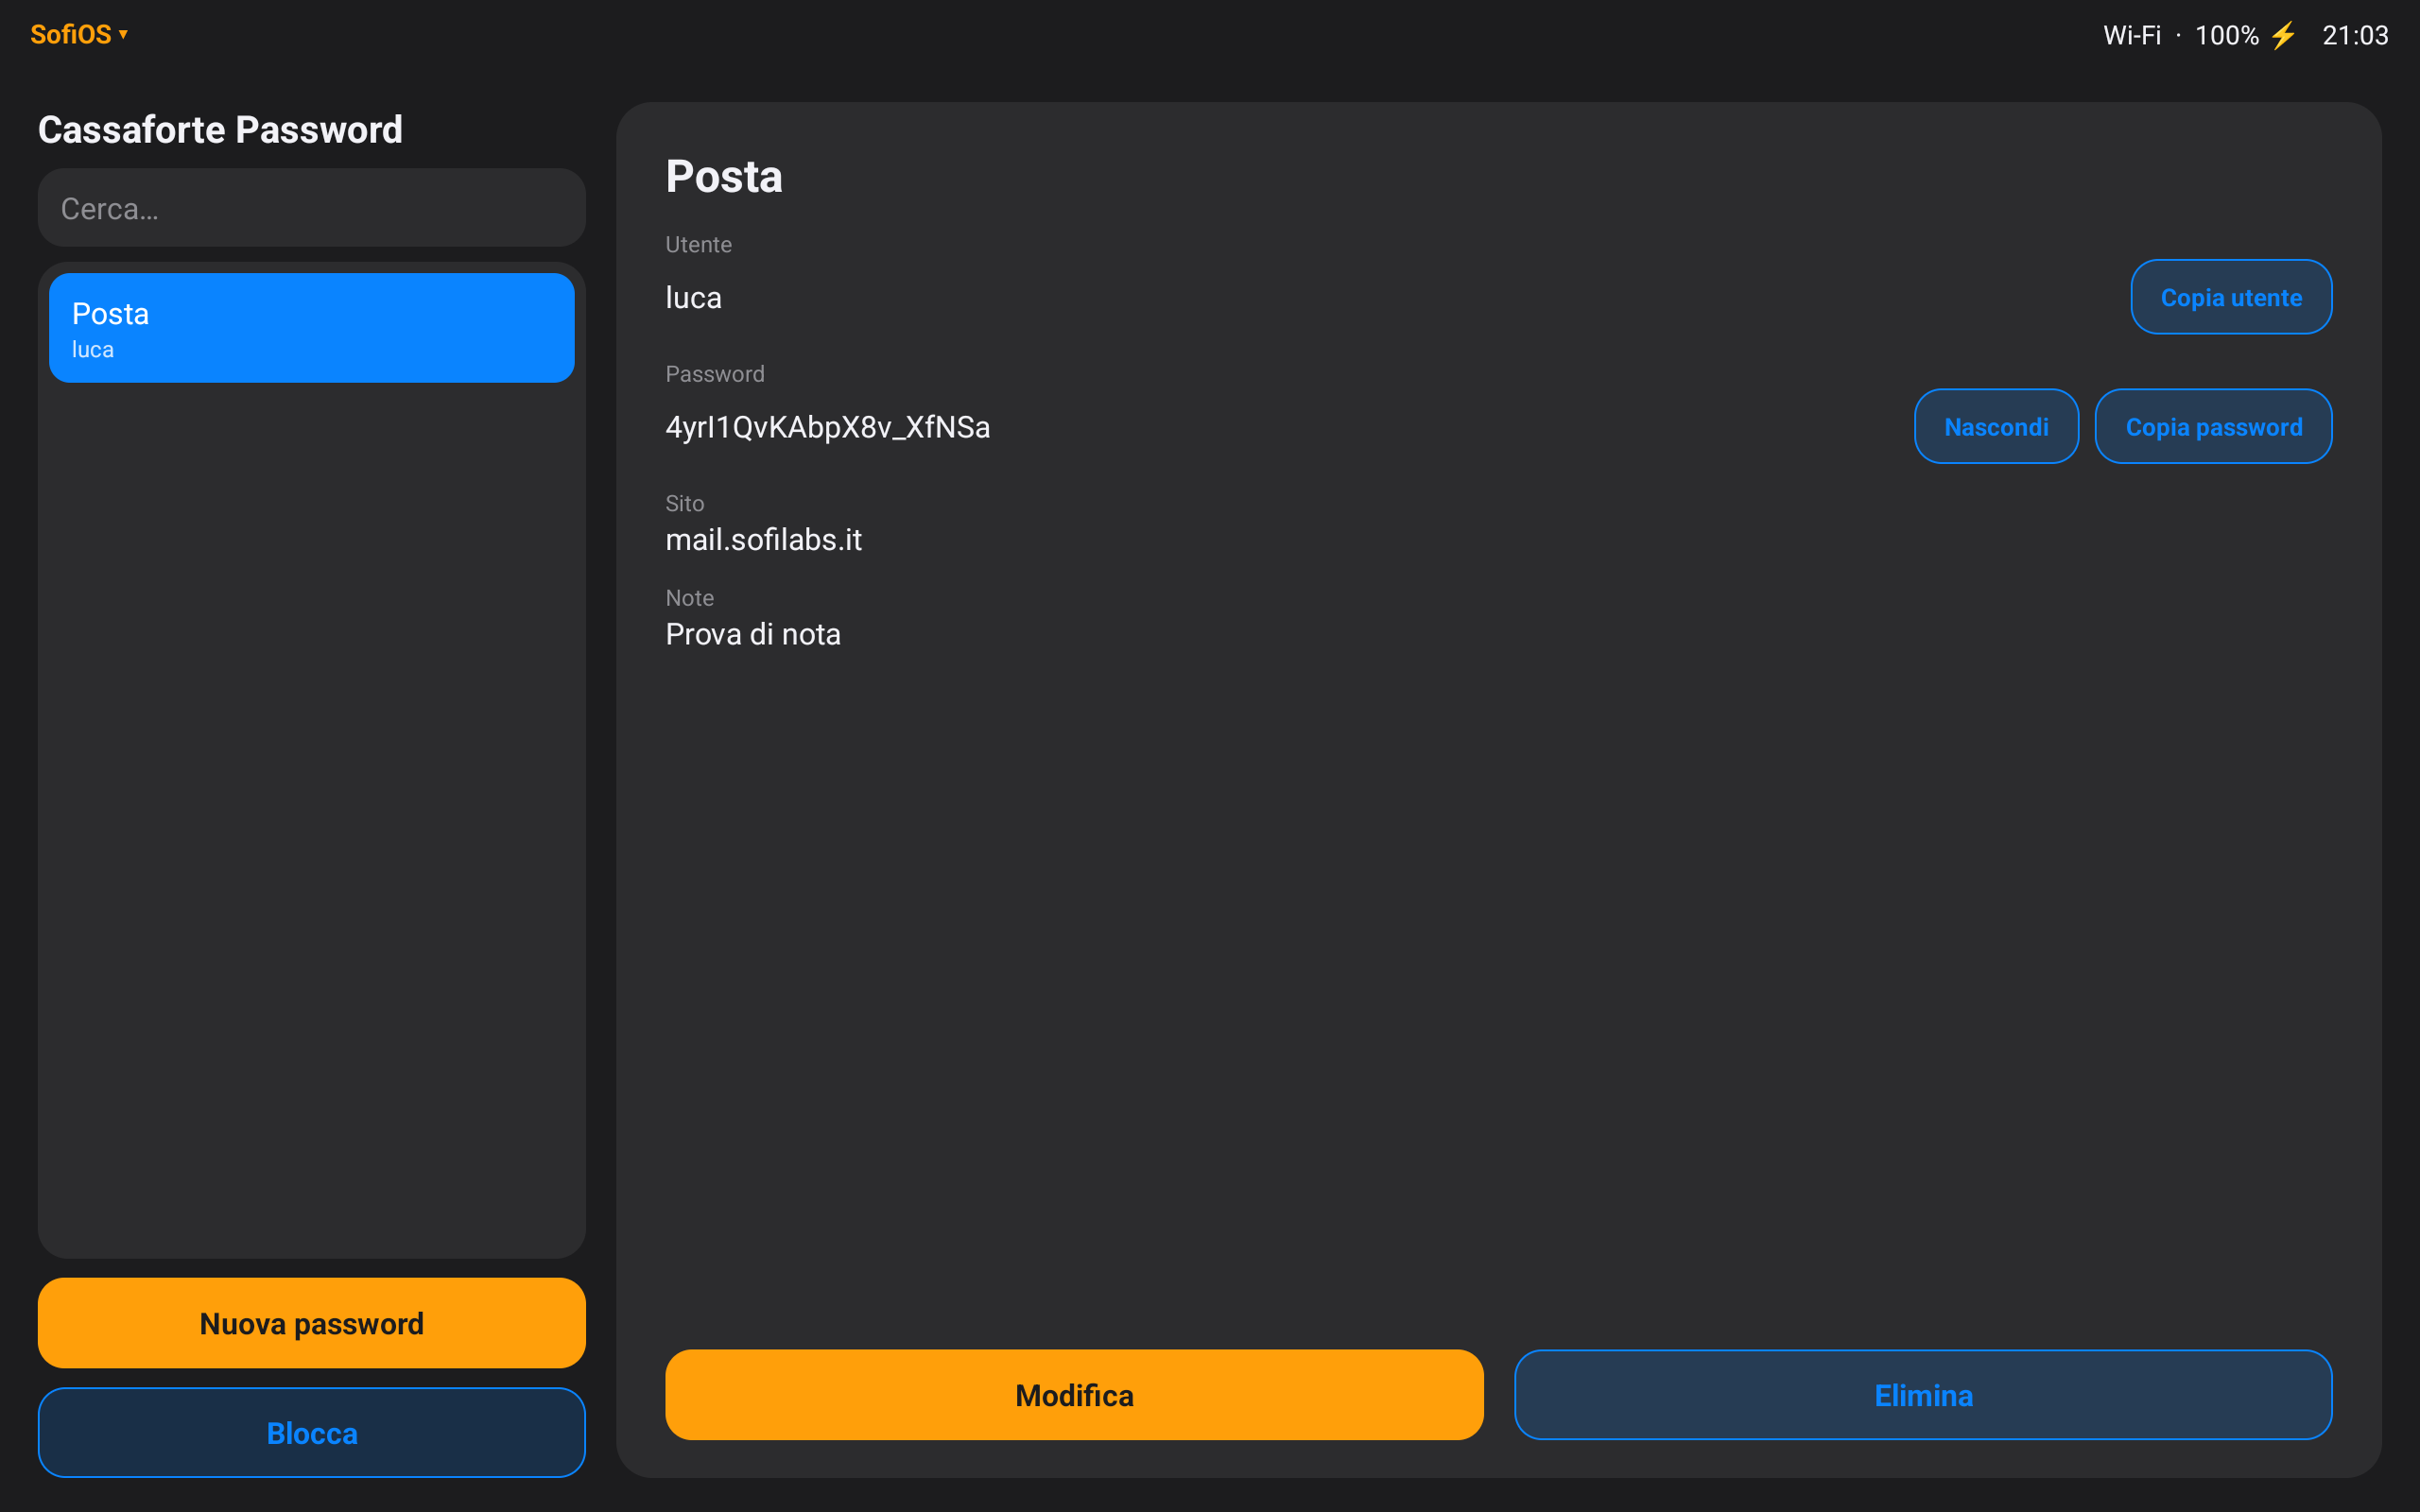 SofiOS ▾
Wi-Fi · 100% ⚡ 21:03
Cassaforte Password
Cerca...
Posta
luca
Nuova password
Blocca
Posta
Utente
luca
Copia utente
Password
4yrI1QvKAbpX8v_XfNSa
Nascondi
Copia password
Sito
mail.sofilabs.it
Note
Prova di nota
Modifica
Elimina